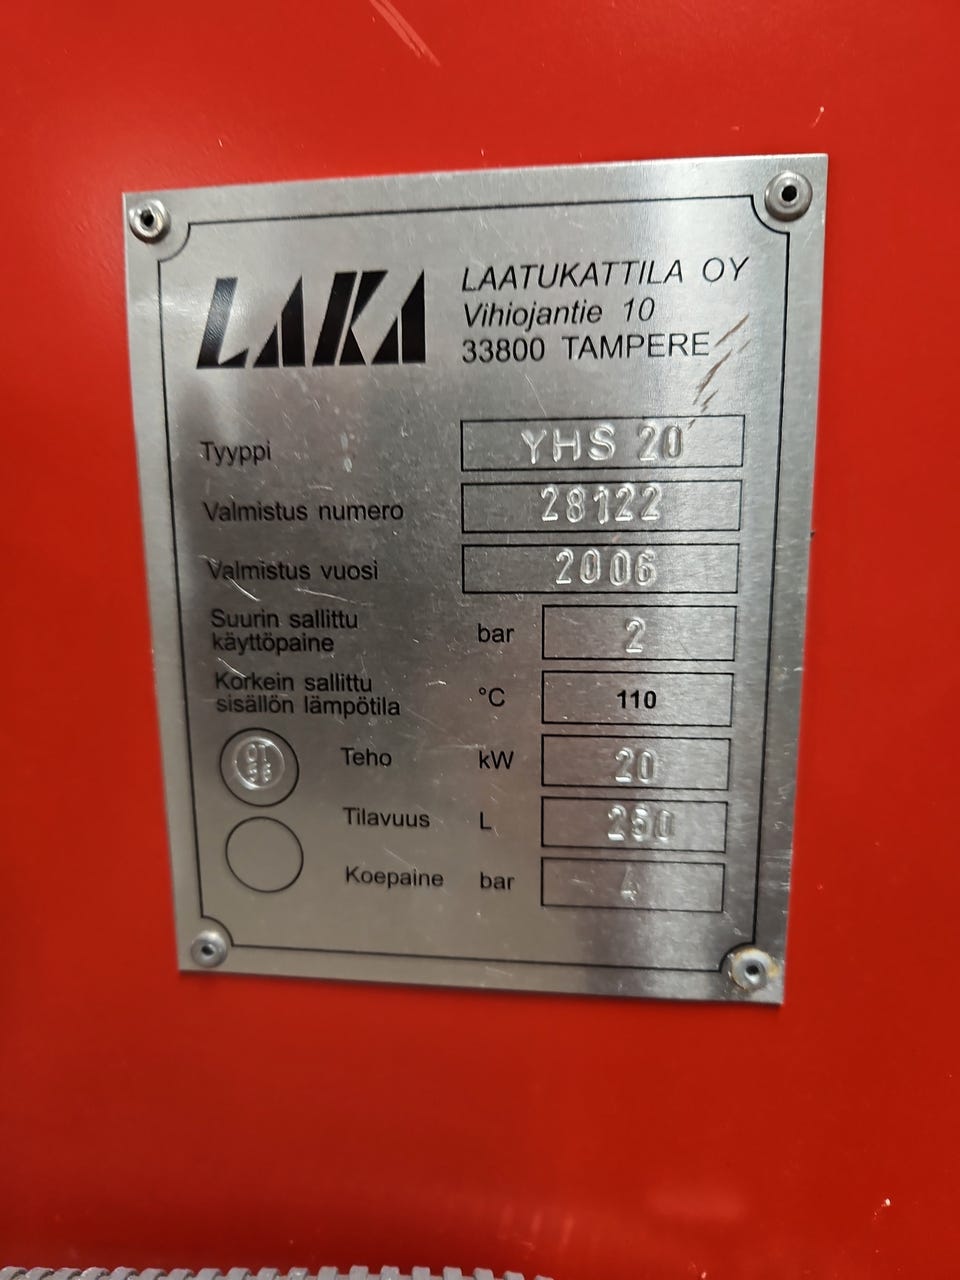 LAKA
LAATUKATTILA OY
Vihiojantie 10
33800 TAMPERE
Tyyppi YHS 20
Valmistus numero 28122
Valmistus vuosi 2006
Suurin sallittu
käyttöpaine bar 2
Korkein sallittu
sisällön lämpötila °C 110
Teho kW 20
Tilavuus L 250
Koepaine bar 4